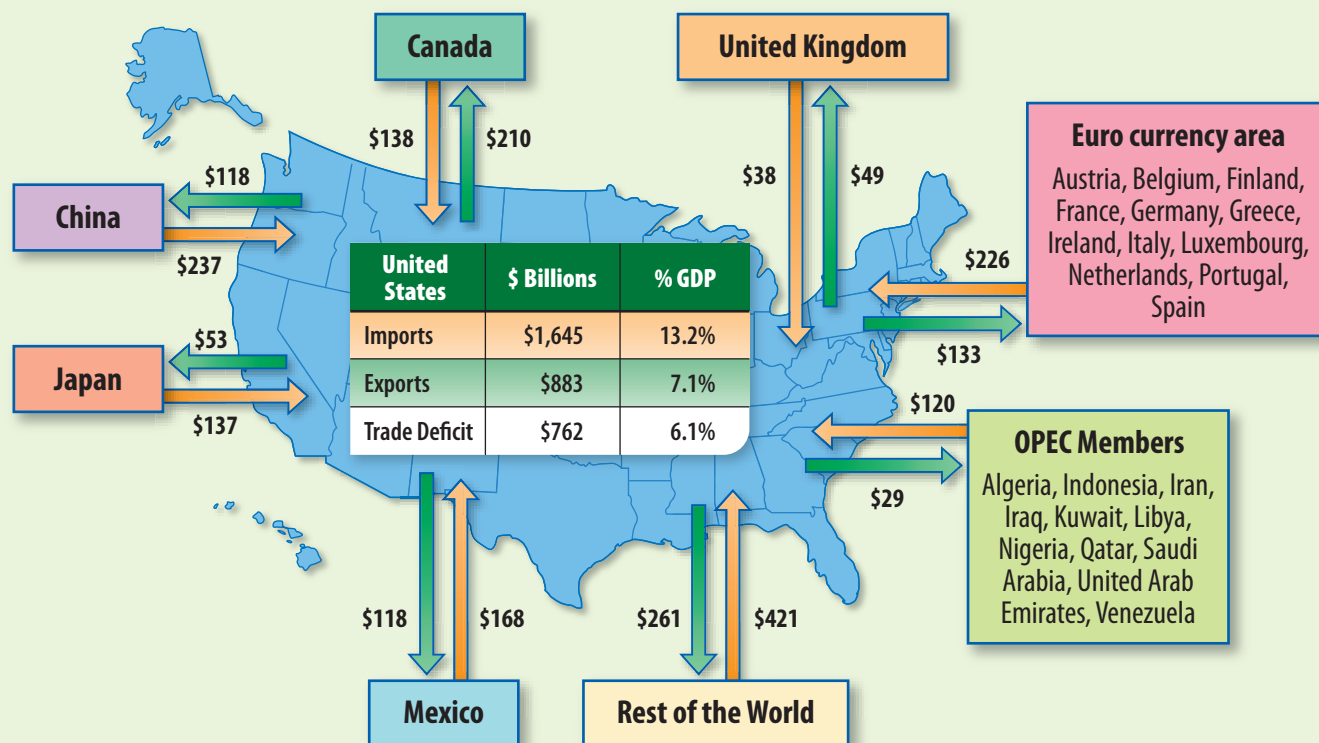 Canada
$138
$210
United Kingdom
$38
$49
Euro currency area
Austria, Belgium, Finland,
France, Germany, Greece,
Ireland, Italy, Luxembourg,
Netherlands, Portugal,
Spain
$226
$133
China
$118
$237
Japan
$53
$137
United States $ Billions % GDP
Imports $1,645 13.2%
Exports $883 7.1%
Trade Deficit $762 6.1%
$120
$29
OPEC Members
Algeria, Indonesia, Iran,
Iraq, Kuwait, Libya,
Nigeria, Qatar, Saudi
Arabia, United Arab
Emirates, Venezuela
$118
$168
Mexico
$261
$421
Rest of the World